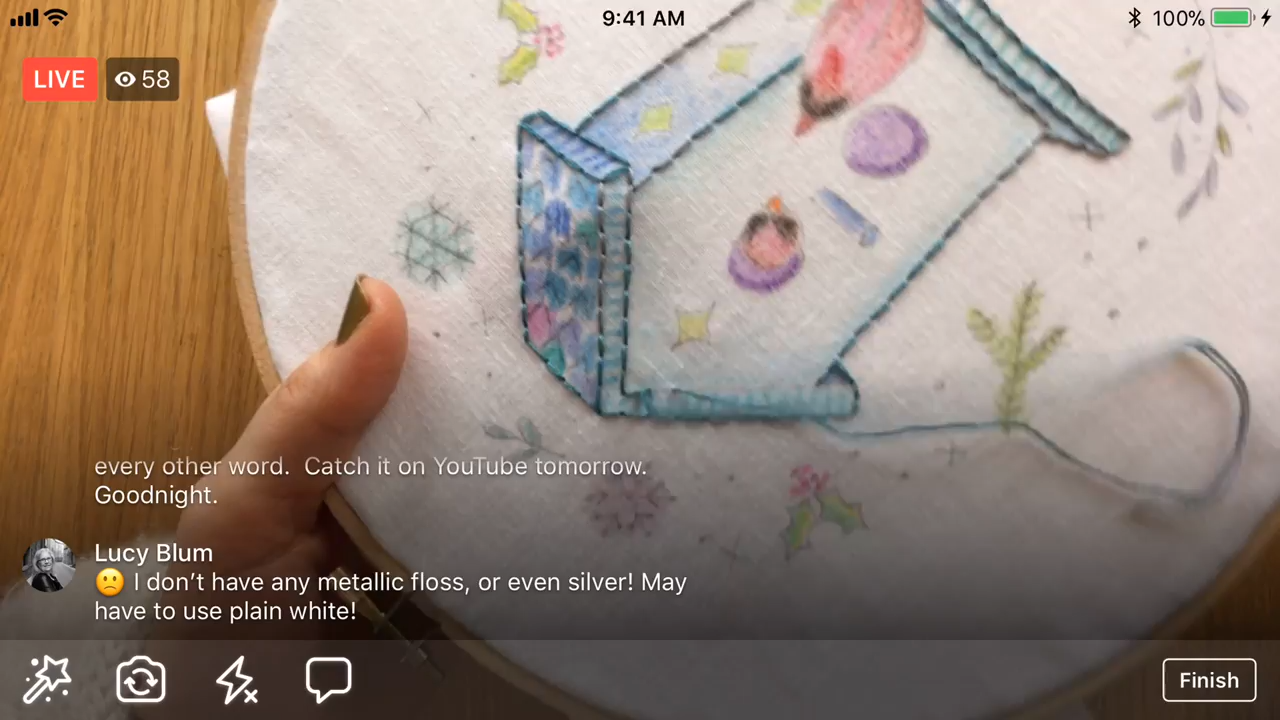 9:41 AM
100%
LIVE
58
every other word.  Catch it on YouTube tomorrow.
Goodnight.
Lucy Blum
🙁 I don’t have any metallic floss, or even silver! May
have to use plain white!
Finish